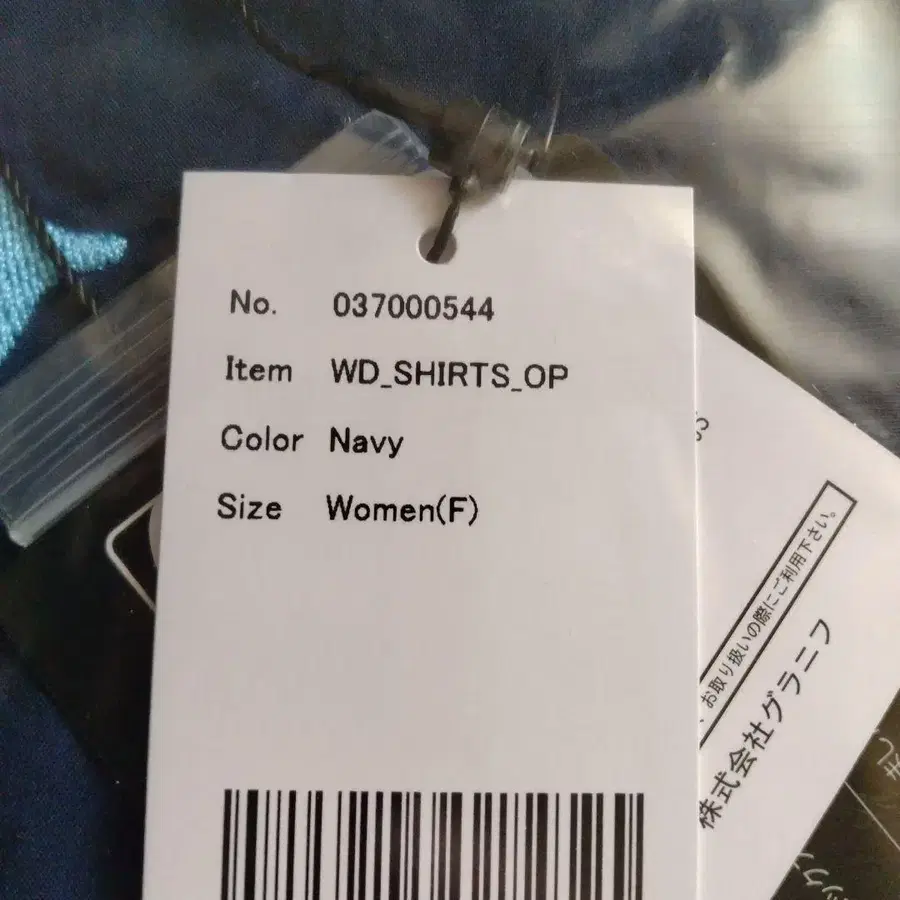 No. 037000544
Item WD_SHIRTS_OP
Color Navy
Size Women(F)
お取り扱いの際にご利用下さい。
株式会社グラニフ